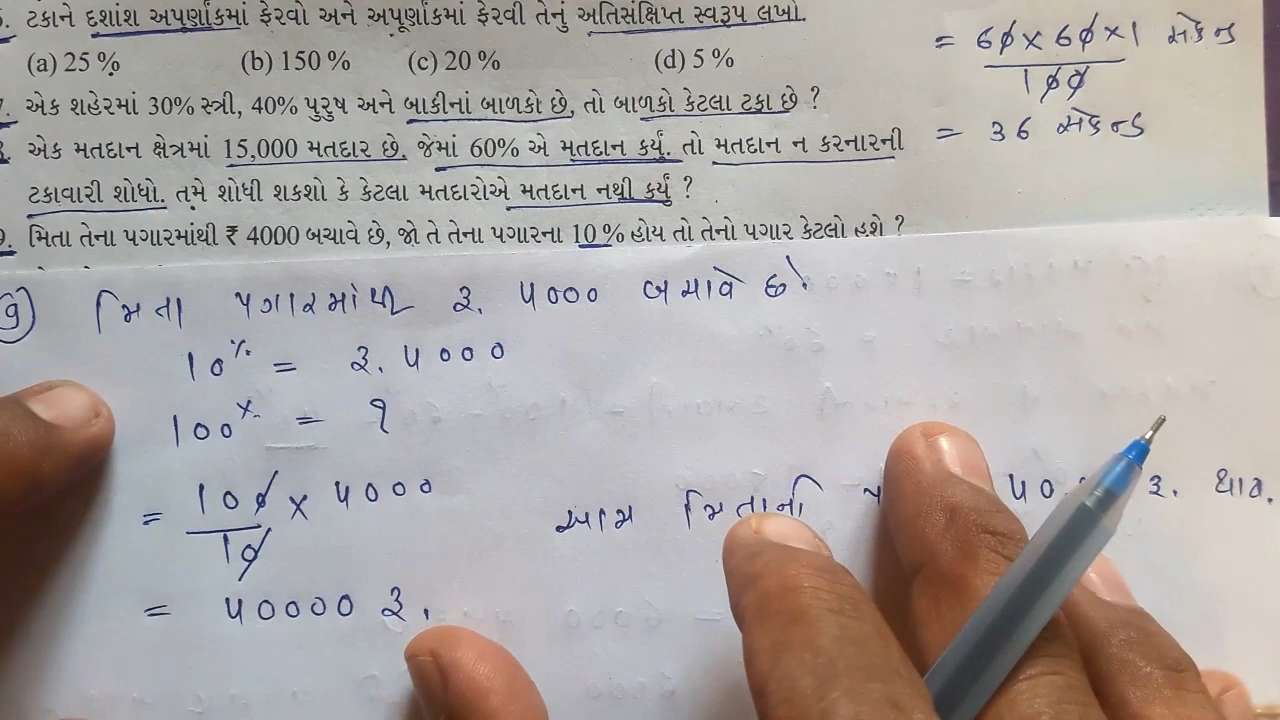 ટકાને દશાંશ અપૂર્ણાંકમાં ફેરવો અને અપૂર્ણાંકમાં ફેરવી તેનું અતિસંક્ષિપ્ત સ્વરૂપ લખો.
(a) 25 % (b) 150 % (c) 20 % (d) 5 %
એક શહેરમાં 30% સ્ત્રી, 40% પુરુષ અને બાકીનાં બાળકો છે, તો બાળકો કેટલા ટકા છે ?
એક મતદાન ક્ષેત્રમાં 15,000 મતદાર છે. જેમાં 60% એ મતદાન કર્યું. તો મતદાન ન કરનારની
ટકાવારી શોધો. તમે શોધી શકશો કે કેટલા મતદારોએ મતદાન નથી કર્યું ?
9. મિતા તેના પગારમાંથી ₹ 4000 બચાવે છે, જો તે તેના પગારના 10 % હોય તો તેનો પગાર કેટલો હશે ?
= 60 × 60 × 1 સેકન્ડ
100
= 36 સેકન્ડ
9 મિતા પગારમાંથી રૂ. 4000 બચાવે છે.
10% = રૂ. 4000
100% = ?
= 100 × 4000
10
= 40000 રૂ.
આમ મિતાની રૂ. થાય.